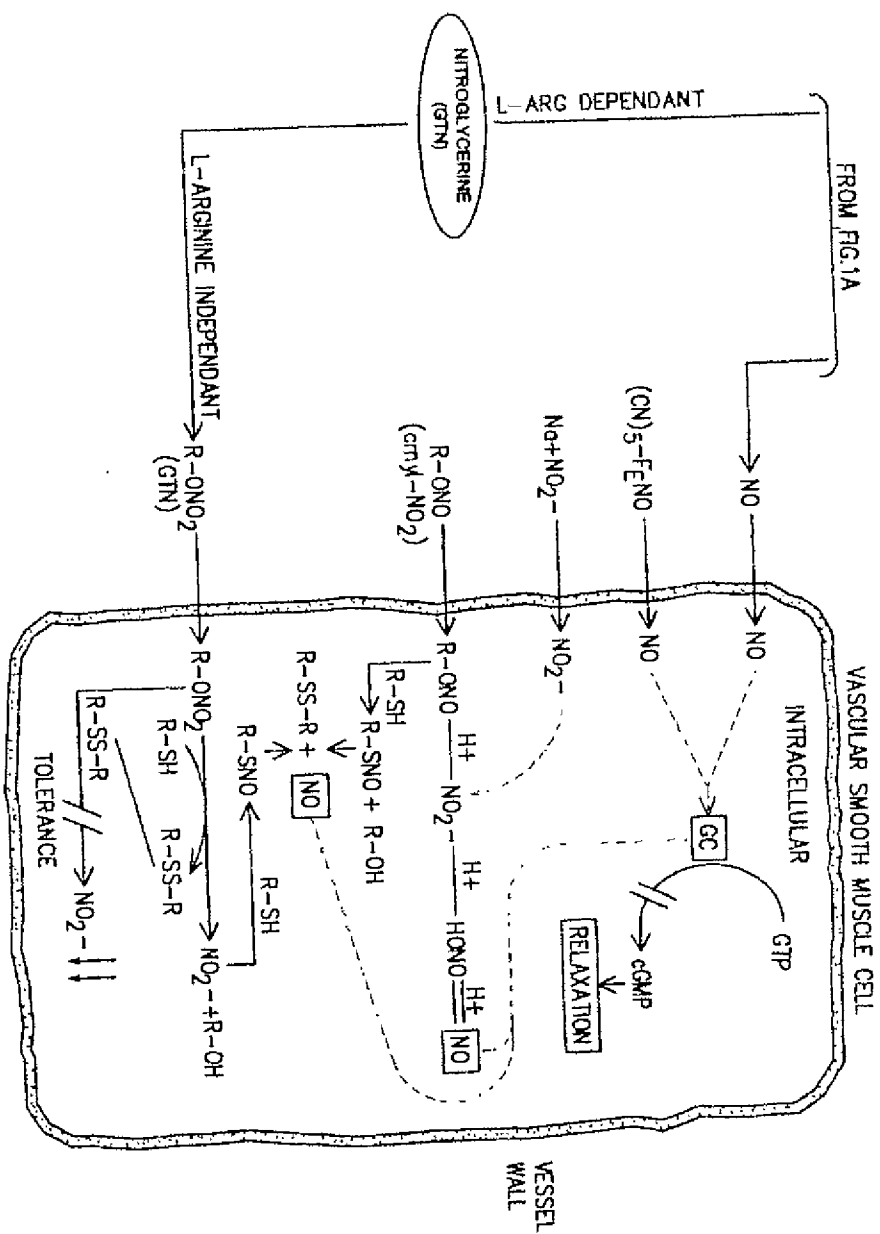 FROM FIG.1A
L-ARG DEPENDANT
NITROGLYCERINE
(GTN)
L-ARGININE INDEPENDANT
VASCULAR SMOOTH MUSCLE CELL
INTRACELLULAR
NO
NO
(CN)5-FENO
NO
Na+NO2-
NO2-
R-ONO
(amyl-NO2)
R-ONO
H+
NO2-
H+
HONO
H+
NO
R-SH
R-SNO + R-OH
R-SS-R +
NO
R-SNO
R-SH
R-ONO2
(GTN)
R-ONO2
NO2-+R-OH
R-SH
R-SS-R
R-SS-R
NO2-
TOLERANCE
GC
GTP
cGMP
RELAXATION
VESSEL
WALL